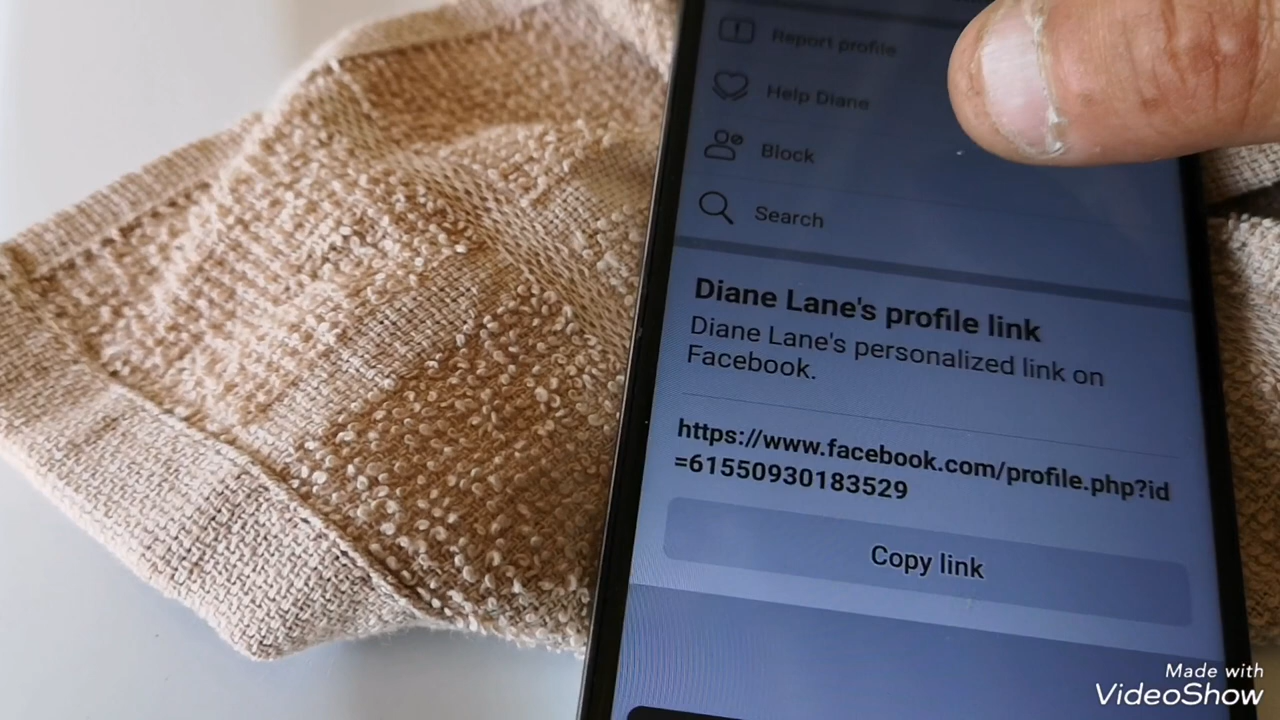 Report profile
Help Diane
Block
Search
Diane Lane's profile link
Diane Lane's personalized link on
Facebook.
https://www.facebook.com/profile.php?id
=61550930183529
Copy link
Made with
VideoShow